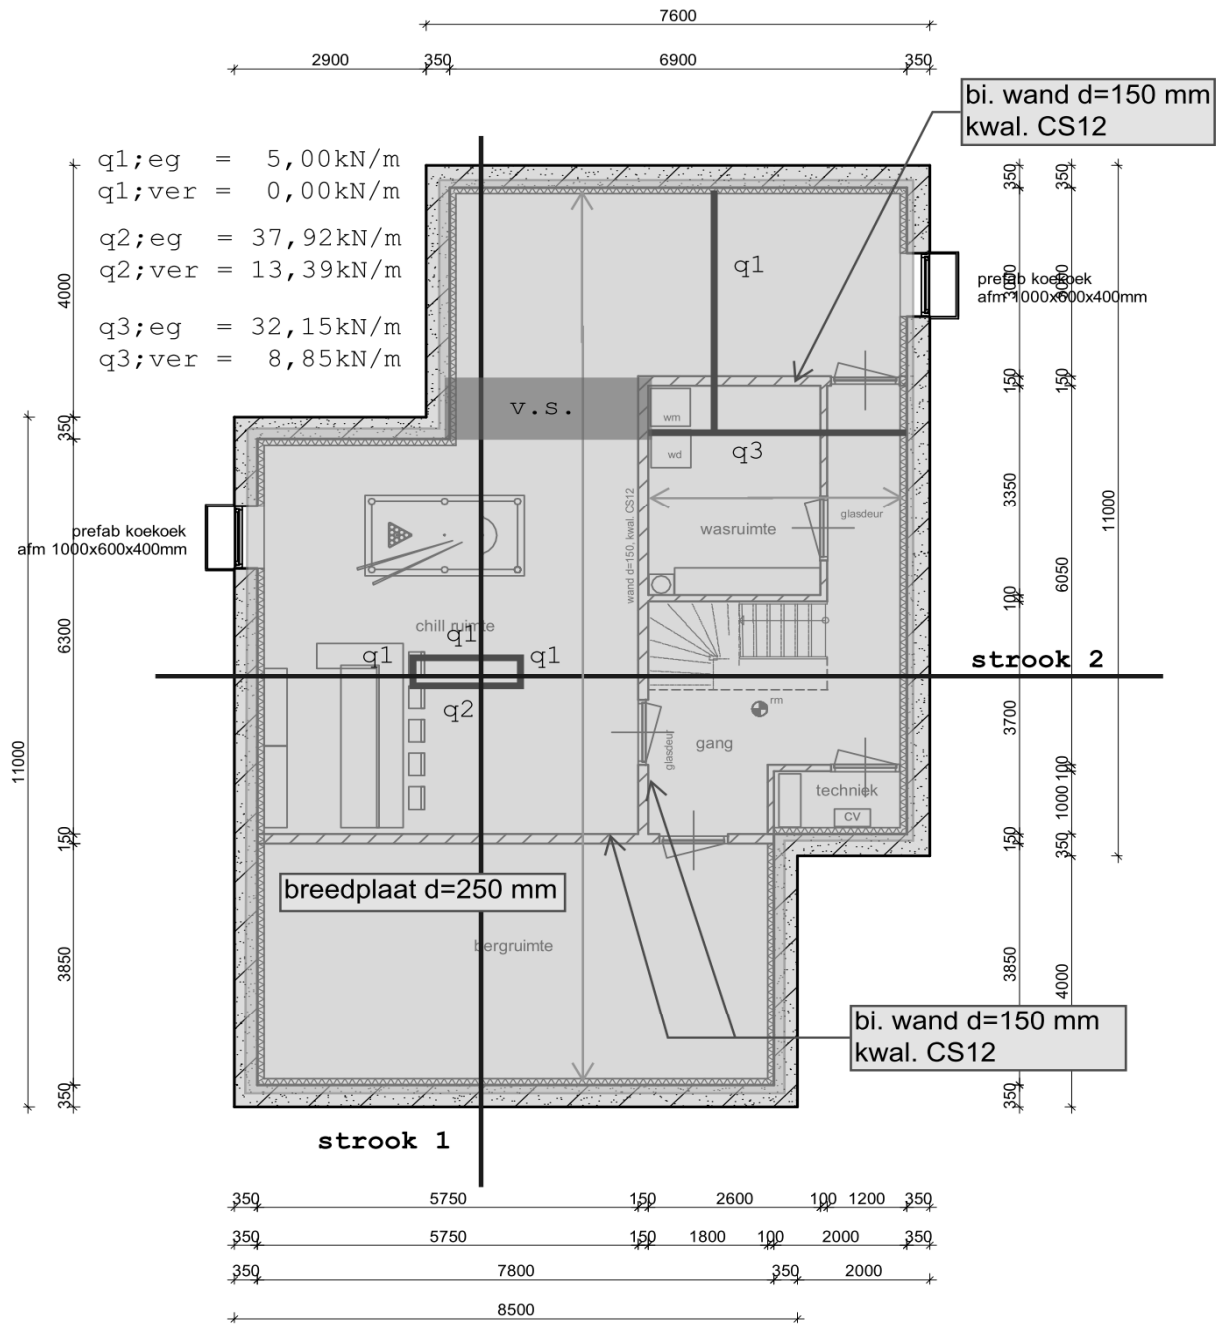 7600
2900 350 6900 350
bi. wand d=150 mm
kwal. CS12
q1;eg = 5,00kN/m
q1;ver = 0,00kN/m
q2;eg = 37,92kN/m
q2;ver = 13,39kN/m
q3;eg = 32,15kN/m
q3;ver = 8,85kN/m
350 350
q1
prefab koekoek
afm 1000x600x400mm
4000
3000
150 150
v.s.
wm
350
q3
wd
3350
11000
wand d=150, kwal. CS12
glasdeur
wasruimte
prefab koekoek
afm 1000x600x400mm
6050
100
6300
chill ruimte
q1
q1 q1
strook 2
q2
rm
3700
gang
glasdeur
11000
techniek
cv
100
1000
150 150 350
breedplaat d=250 mm
bergruimte
3850 3850 4000
bi. wand d=150 mm
kwal. CS12
350 350
strook 1
350 5750 150 2600 100 1200 350
350 5750 150 1800 100 2000 350
350 7800 350 2000
8500